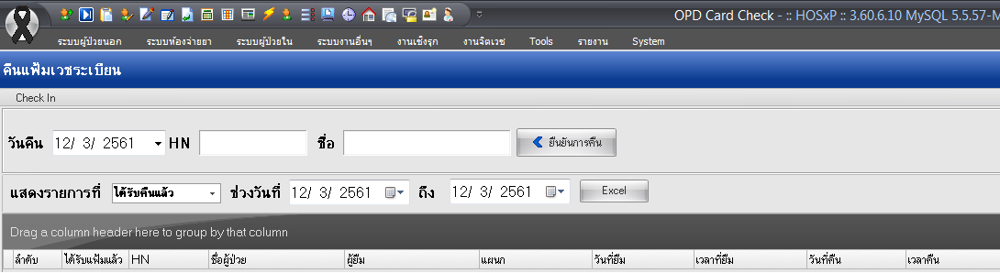 OPD Card Check - :: HOSxP :: 3.60.6.10 MySQL 5.5.57-M
ระบบผู้ป่วยนอก ระบบห้องจ่ายยา ระบบผู้ป่วยใน ระบบงานอื่นๆ งานเชิงรุก งานจิตเวช Tools รายงาน System
คืนแฟ้มเวชระเบียน
Check In
วันคืน 12/ 3/ 2561 HN ชื่อ ยืนยันการคืน
แสดงรายการที่ ได้รับคืนแล้ว ช่วงวันที่ 12/ 3/ 2561 ถึง 12/ 3/ 2561 Excel
Drag a column header here to group by that column
ลำดับ ได้รับแฟ้มแล้ว HN ชื่อผู้ป่วย ผู้ยืม แผนก วันที่ยืม เวลาที่ยืม วันที่คืน เวลาคืน